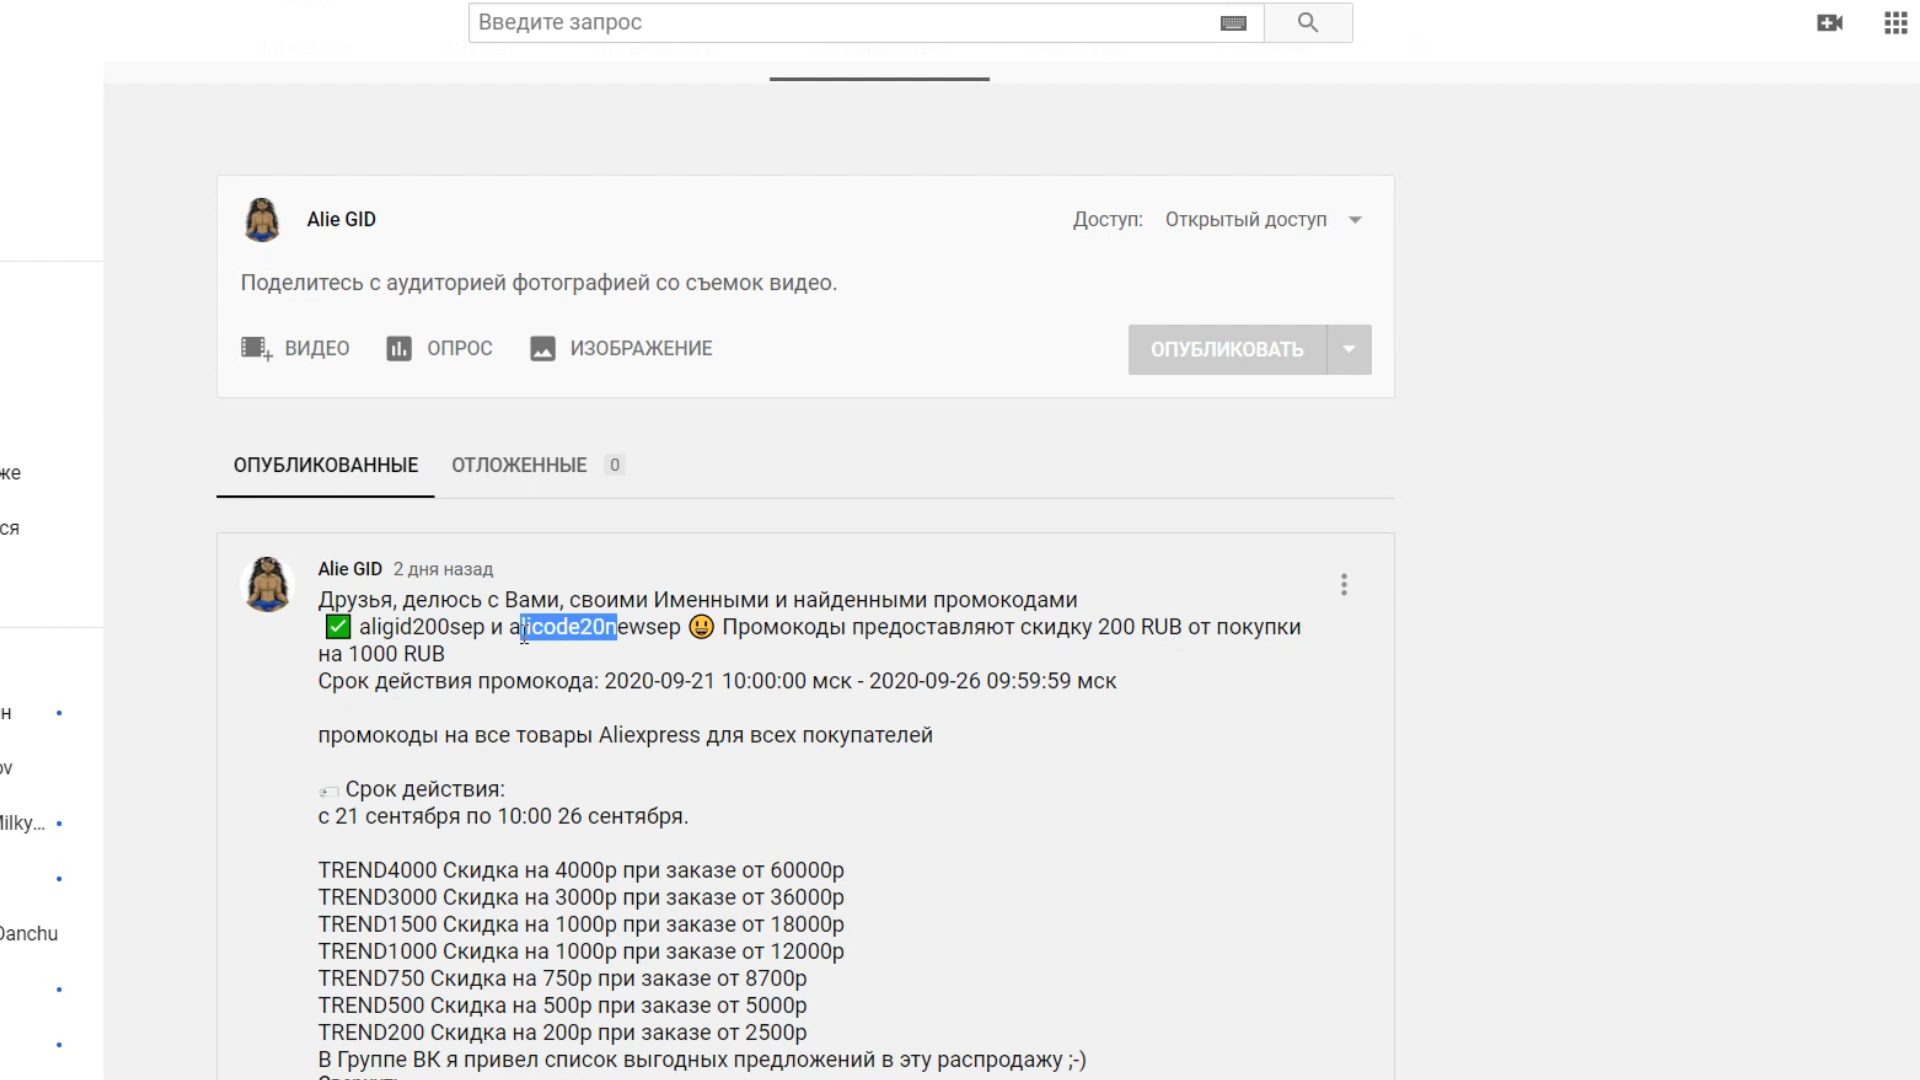 Введите запрос
Alie GID
Доступ: Открытый доступ
Поделитесь с аудиторией фотографией со съемок видео.
ВИДЕО ОПРОС ИЗОБРАЖЕНИЕ
ОПУБЛИКОВАТЬ
ОПУБЛИКОВАННЫЕ ОТЛОЖЕННЫЕ 0
же
ся
Alie GID 2 дня назад
Друзья, делюсь с Вами, своими Именными и найденными промокодами
✅ aligid200sep и alicode20newsep 😃 Промокоды предоставляют скидку 200 RUB от покупки
на 1000 RUB
Срок действия промокода: 2020-09-21 10:00:00 мск - 2020-09-26 09:59:59 мск
н
промокоды на все товары Aliexpress для всех покупателей
ov
Срок действия:
с 21 сентября по 10:00 26 сентября.
Milky...
TREND4000 Скидка на 4000р при заказе от 60000р
TREND3000 Скидка на 3000р при заказе от 36000р
TREND1500 Скидка на 1000р при заказе от 18000р
Danchu
TREND1000 Скидка на 1000р при заказе от 12000р
TREND750 Скидка на 750р при заказе от 8700р
TREND500 Скидка на 500р при заказе от 5000р
TREND200 Скидка на 200р при заказе от 2500р
В Группе ВК я привел список выгодных предложений в эту распродажу ;-)